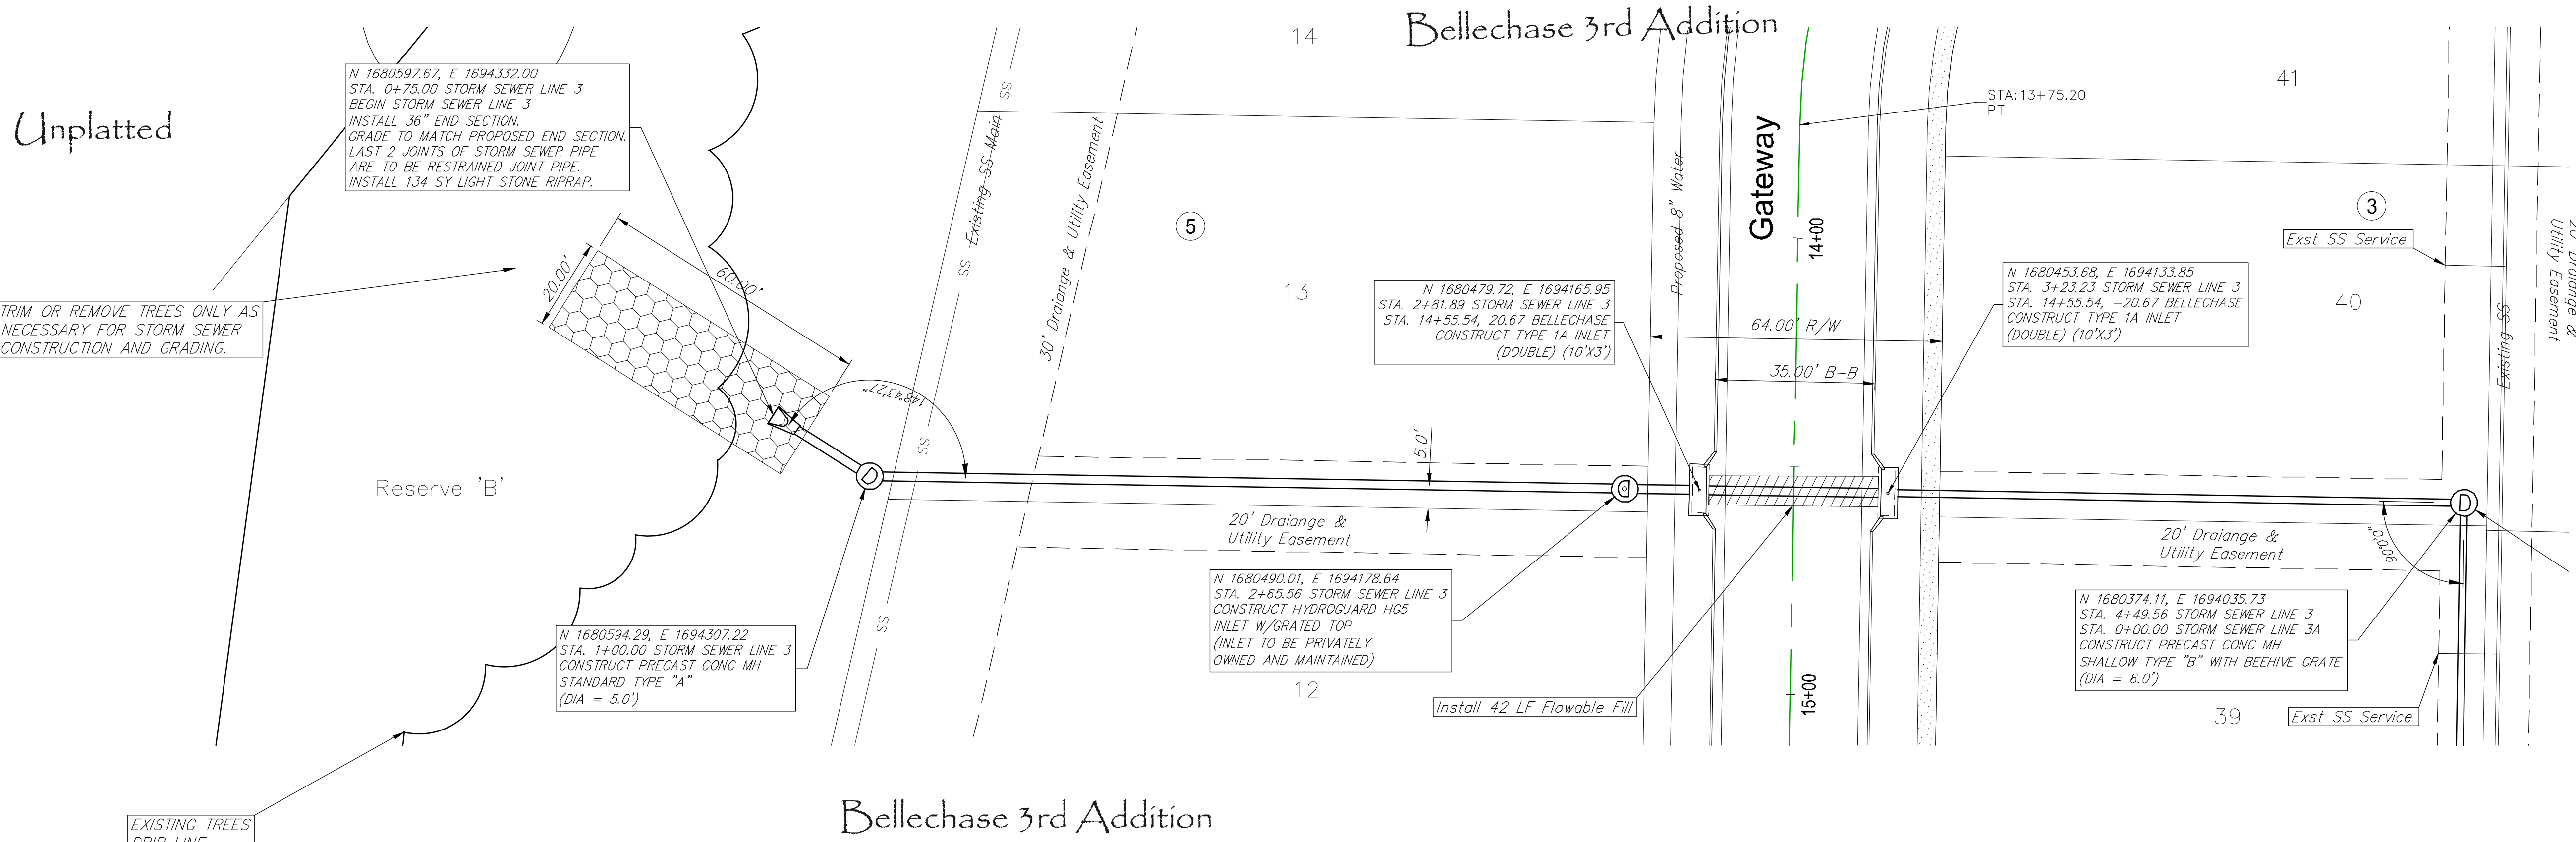 Bellechase 3rd Addition
Unplatted
N 1680597.67, E 1694332.00
STA. 0+75.00 STORM SEWER LINE 3
BEGIN STORM SEWER LINE 3
INSTALL 36" END SECTION.
GRADE TO MATCH PROPOSED END SECTION.
LAST 2 JOINTS OF STORM SEWER PIPE
ARE TO BE RESTRAINED JOINT PIPE.
INSTALL 134 SY LIGHT STONE RIPRAP.
14
41
STA:13+75.20
PT
SS
Existing SS Main
SS
SS
SS
30' Draiange & Utility Easement
5
13
Proposed 8" Water
Gateway
14+00
3
Exst SS Service
20' Draiange &
Utility Easement
Existing SS
40
TRIM OR REMOVE TREES ONLY AS
NECESSARY FOR STORM SEWER
CONSTRUCTION AND GRADING.
20.00'
60.00'
148°43'27"
N 1680479.72, E 1694165.95
STA. 2+81.89 STORM SEWER LINE 3
STA. 14+55.54, 20.67 BELLECHASE
CONSTRUCT TYPE 1A INLET
(DOUBLE) (10'X3')
64.00' R/W
35.00' B-B
N 1680453.68, E 1694133.85
STA. 3+23.23 STORM SEWER LINE 3
STA. 14+55.54, -20.67 BELLECHASE
CONSTRUCT TYPE 1A INLET
(DOUBLE) (10'X3')
5.0'
Reserve 'B'
20' Draiange &
Utility Easement
20' Draiange &
Utility Easement
90°0'0"
N 1680594.29, E 1694307.22
STA. 1+00.00 STORM SEWER LINE 3
CONSTRUCT PRECAST CONC MH
STANDARD TYPE "A"
(DIA = 5.0')
N 1680490.01, E 1694178.64
STA. 2+65.56 STORM SEWER LINE 3
CONSTRUCT HYDROGUARD HG5
INLET W/GRATED TOP
(INLET TO BE PRIVATELY
OWNED AND MAINTAINED)
12
Install 42 LF Flowable Fill
15+00
N 1680374.11, E 1694035.73
STA. 4+49.56 STORM SEWER LINE 3
STA. 0+00.00 STORM SEWER LINE 3A
CONSTRUCT PRECAST CONC MH
SHALLOW TYPE "B" WITH BEEHIVE GRATE
(DIA = 6.0')
39
Exst SS Service
EXISTING TREES
DRIP LINE
Bellechase 3rd Addition